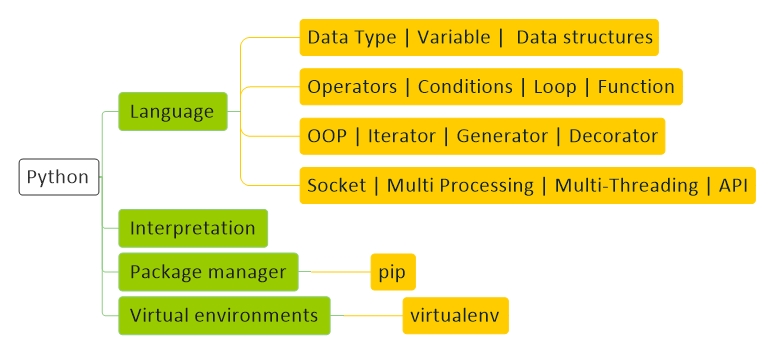 Data Type | Variable | Data structures
Operators | Conditions | Loop | Function
Language
OOP | Iterator | Generator | Decorator
Python
Socket | Multi Processing | Multi-Threading | API
Interpretation
Package manager
pip
Virtual environments
virtualenv